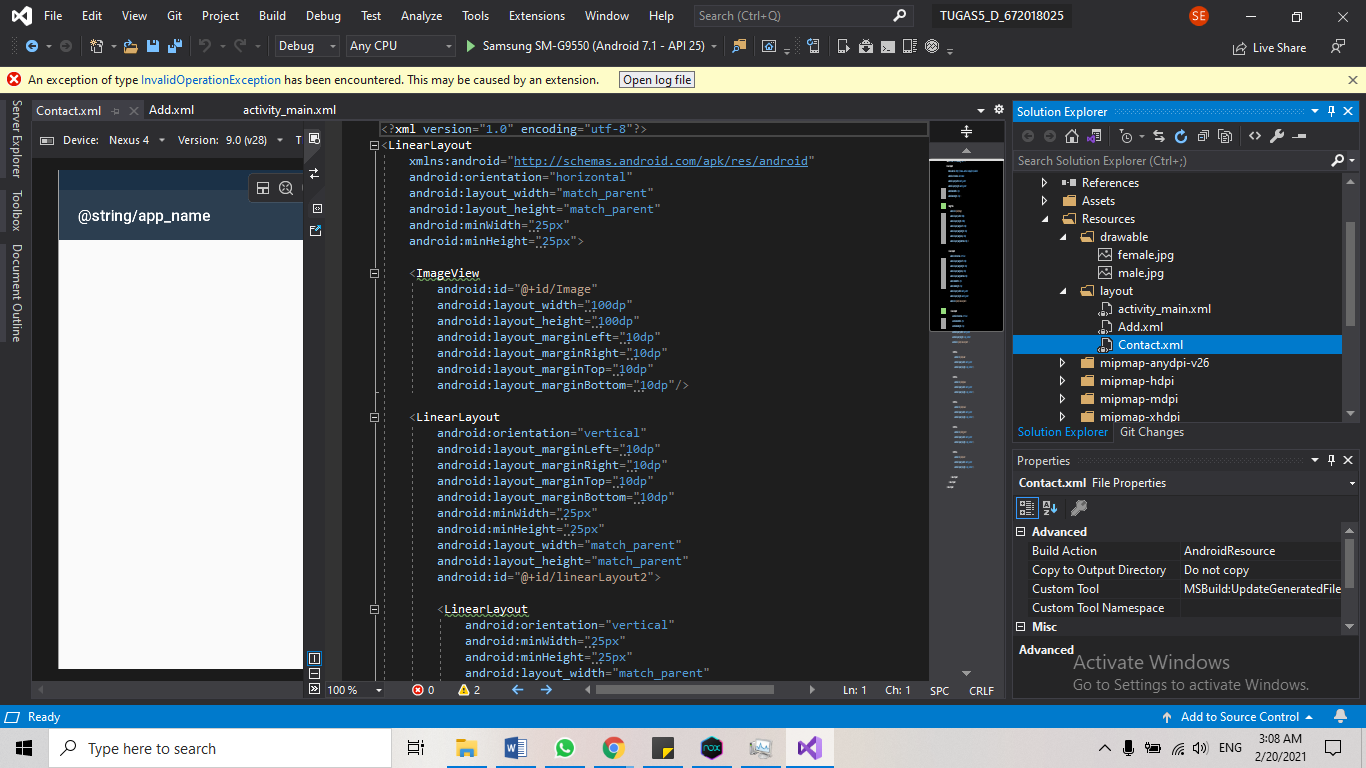 File Edit View Git Project Build Debug Test Analyze Tools Extensions Window Help Search (Ctrl+Q) TUGAS5_D_672018025 SE
Debug Any CPU Samsung SM-G9550 (Android 7.1 - API 25) Live Share
An exception of type InvalidOperationException has been encountered. This may be caused by an extension. Open log file
Server Explorer
Toolbox
Document Outline
Contact.xml Add.xml activity_main.xml
Device: Nexus 4 Version: 9.0 (v28) T
@string/app_name
<?xml version="1.0" encoding="utf-8"?>
<LinearLayout
xmlns:android="http://schemas.android.com/apk/res/android"
android:orientation="horizontal"
android:layout_width="match_parent"
android:layout_height="match_parent"
android:minWidth="25px"
android:minHeight="25px">
<ImageView
android:id="@+id/Image"
android:layout_width="100dp"
android:layout_height="100dp"
android:layout_marginLeft="10dp"
android:layout_marginRight="10dp"
android:layout_marginTop="10dp"
android:layout_marginBottom="10dp"/>
<LinearLayout
android:orientation="vertical"
android:layout_marginLeft="10dp"
android:layout_marginRight="10dp"
android:layout_marginTop="10dp"
android:layout_marginBottom="10dp"
android:minWidth="25px"
android:minHeight="25px"
android:layout_width="match_parent"
android:layout_height="match_parent"
android:id="@+id/linearLayout2">
<LinearLayout
android:orientation="vertical"
android:minWidth="25px"
android:minHeight="25px"
android:layout_width="match_parent"
100 % 0 2 Ln: 1 Ch: 1 SPC CRLF
Solution Explorer
Search Solution Explorer (Ctrl+;)
References
Assets
Resources
drawable
female.jpg
male.jpg
layout
activity_main.xml
Add.xml
Contact.xml
mipmap-anydpi-v26
mipmap-hdpi
mipmap-mdpi
mipmap-xhdpi
Solution Explorer Git Changes
Properties
Contact.xml File Properties
Advanced
Build Action AndroidResource
Copy to Output Directory Do not copy
Custom Tool MSBuild:UpdateGeneratedFile
Custom Tool Namespace
Misc
Advanced
Activate Windows
Go to Settings to activate Windows.
Ready Add to Source Control
Type here to search nox ENG 3:08 AM
2/20/2021